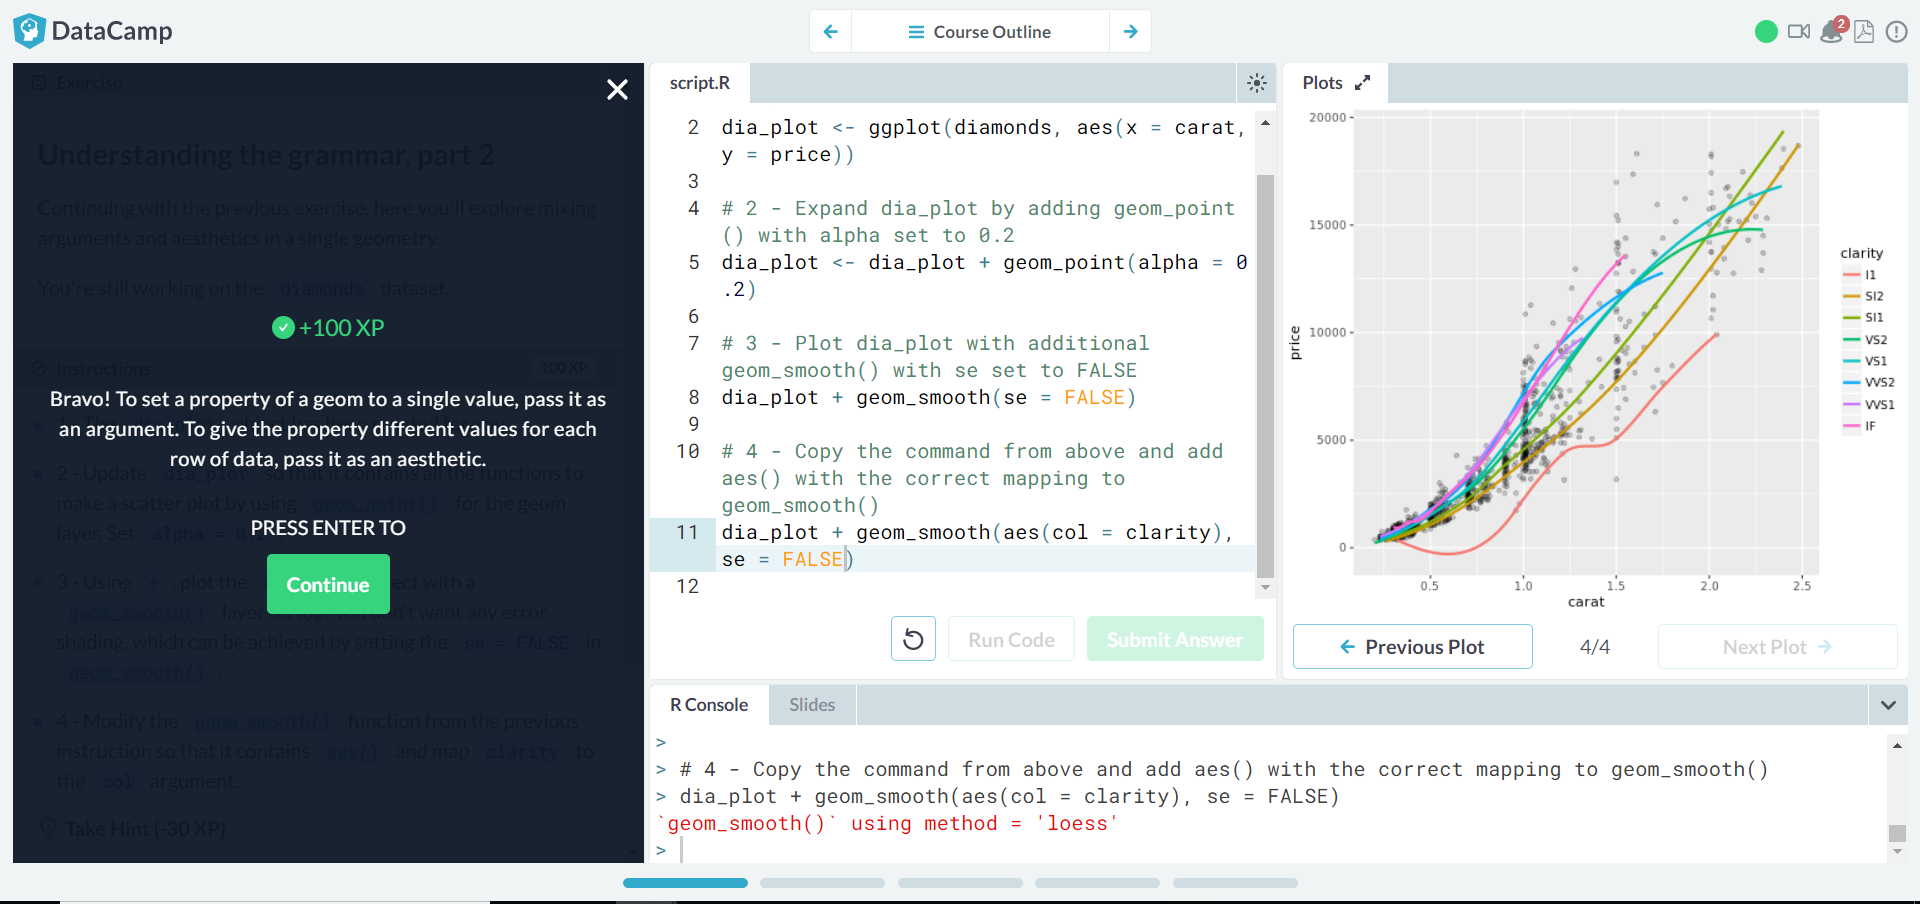 DataCamp
Course Outline
2
Exercise
Understanding the grammar, part 2
Continuing with the previous exercise, here you'll explore mixing
arguments and aesthetics in a single geometry.
You're still working on the diamonds dataset.
+100 XP
Instructions
100 XP
Bravo! To set a property of a geom to a single value, pass it as
an argument. To give the property different values for each
row of data, pass it as an aesthetic.
2 - Update dia_plot so that it contains all the functions to
make a scatter plot by using geom_point() for the geom
layer. Set alpha = 0
PRESS ENTER TO
Continue
3 - Using + , plot the
ect with a
geom_smooth() layer on top. You don't want any error
shading, which can be achieved by setting the se = FALSE in
geom_smooth() .
4 - Modify the geom_smooth() function from the previous
instruction so that it contains aes() and map clarity to
the col argument.
Take Hint (-30 XP)
script.R
2 dia_plot <- ggplot(diamonds, aes(x = carat,
y = price))
3
4 # 2 - Expand dia_plot by adding geom_point
() with alpha set to 0.2
5 dia_plot <- dia_plot + geom_point(alpha = 0
.2)
6
7 # 3 - Plot dia_plot with additional
geom_smooth() with se set to FALSE
8 dia_plot + geom_smooth(se = FALSE)
9
10 # 4 - Copy the command from above and add
aes() with the correct mapping to
geom_smooth()
11 dia_plot + geom_smooth(aes(col = clarity),
se = FALSE)
12
Run Code
Submit Answer
Plots
20000
15000
10000
5000
0
price
0.5 1.0 1.5 2.0 2.5
carat
clarity
I1
SI2
SI1
VS2
VS1
VVS2
VVS1
IF
Previous Plot
4/4
Next Plot
R Console
Slides
>
> # 4 - Copy the command from above and add aes() with the correct mapping to geom_smooth()
> dia_plot + geom_smooth(aes(col = clarity), se = FALSE)
`geom_smooth()` using method = 'loess'
>